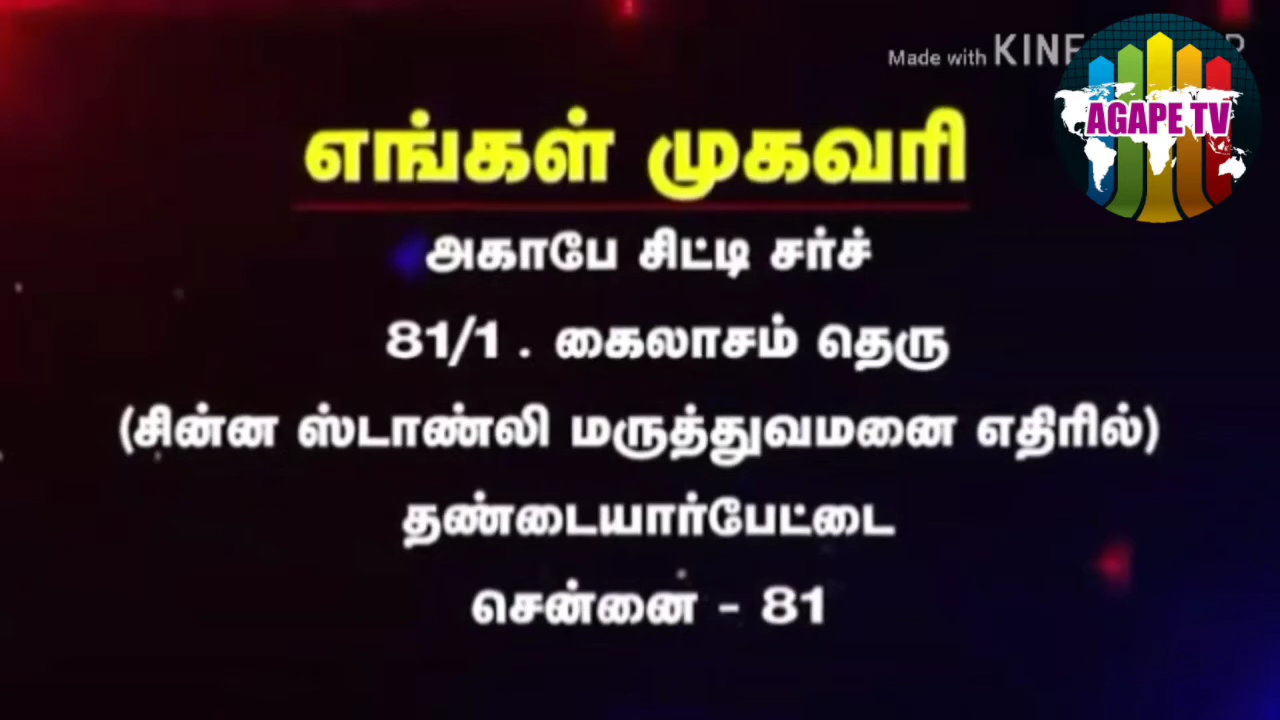 Made with
AGAPE TV
எங்கள் முகவரி
அகாபே சிட்டி சர்ச்
81/1 . கைலாசம் தெரு
(சின்ன ஸ்டாண்லி மருத்துவமனை எதிரில்)
தண்டையார்பேட்டை
சென்னை - 81